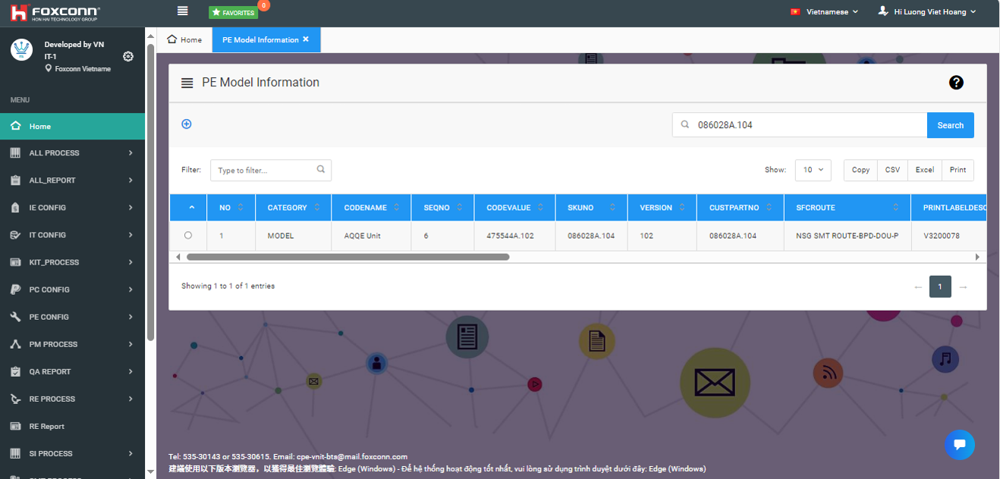 FOXCONN®
HON HAI TECHNOLOGY GROUP
FAVORITES
0
Vietnamese
Hi Luong Viet Hoang
Developed by VN
IT-1
Foxconn Vietname
MENU
Home
ALL PROCESS
ALL_REPORT
IE CONFIG
IT CONFIG
KIT_PROCESS
PC CONFIG
PE CONFIG
PM PROCESS
QA REPORT
RE PROCESS
RE Report
SI PROCESS
Home
PE Model Information ×
PE Model Information
?
086028A.104
Search
Filter:
Type to filter...
Show:
10
Copy CSV Excel Print
NO CATEGORY CODENAME SEQNO CODEVALUE SKUNO VERSION CUSTPARTNO SFCROUTE PRINTLABELDESC
1 MODEL AQQE Unit 6 475544A.102 086028A.104 102 086028A.104 NSG SMT ROUTE-BPD-DOU-P V3200078
Showing 1 to 1 of 1 entries
← 1 →
Tel: 535-30143 or 535-30615. Email: cpe-vnit-bts@mail.foxconn.com
建議使用以下版本瀏覽器，以獲得最佳瀏覽體驗: Edge (Windows) - Để hệ thống hoạt động tốt nhất, vui lòng sử dụng trình duyệt dưới đây: Edge (Windows)